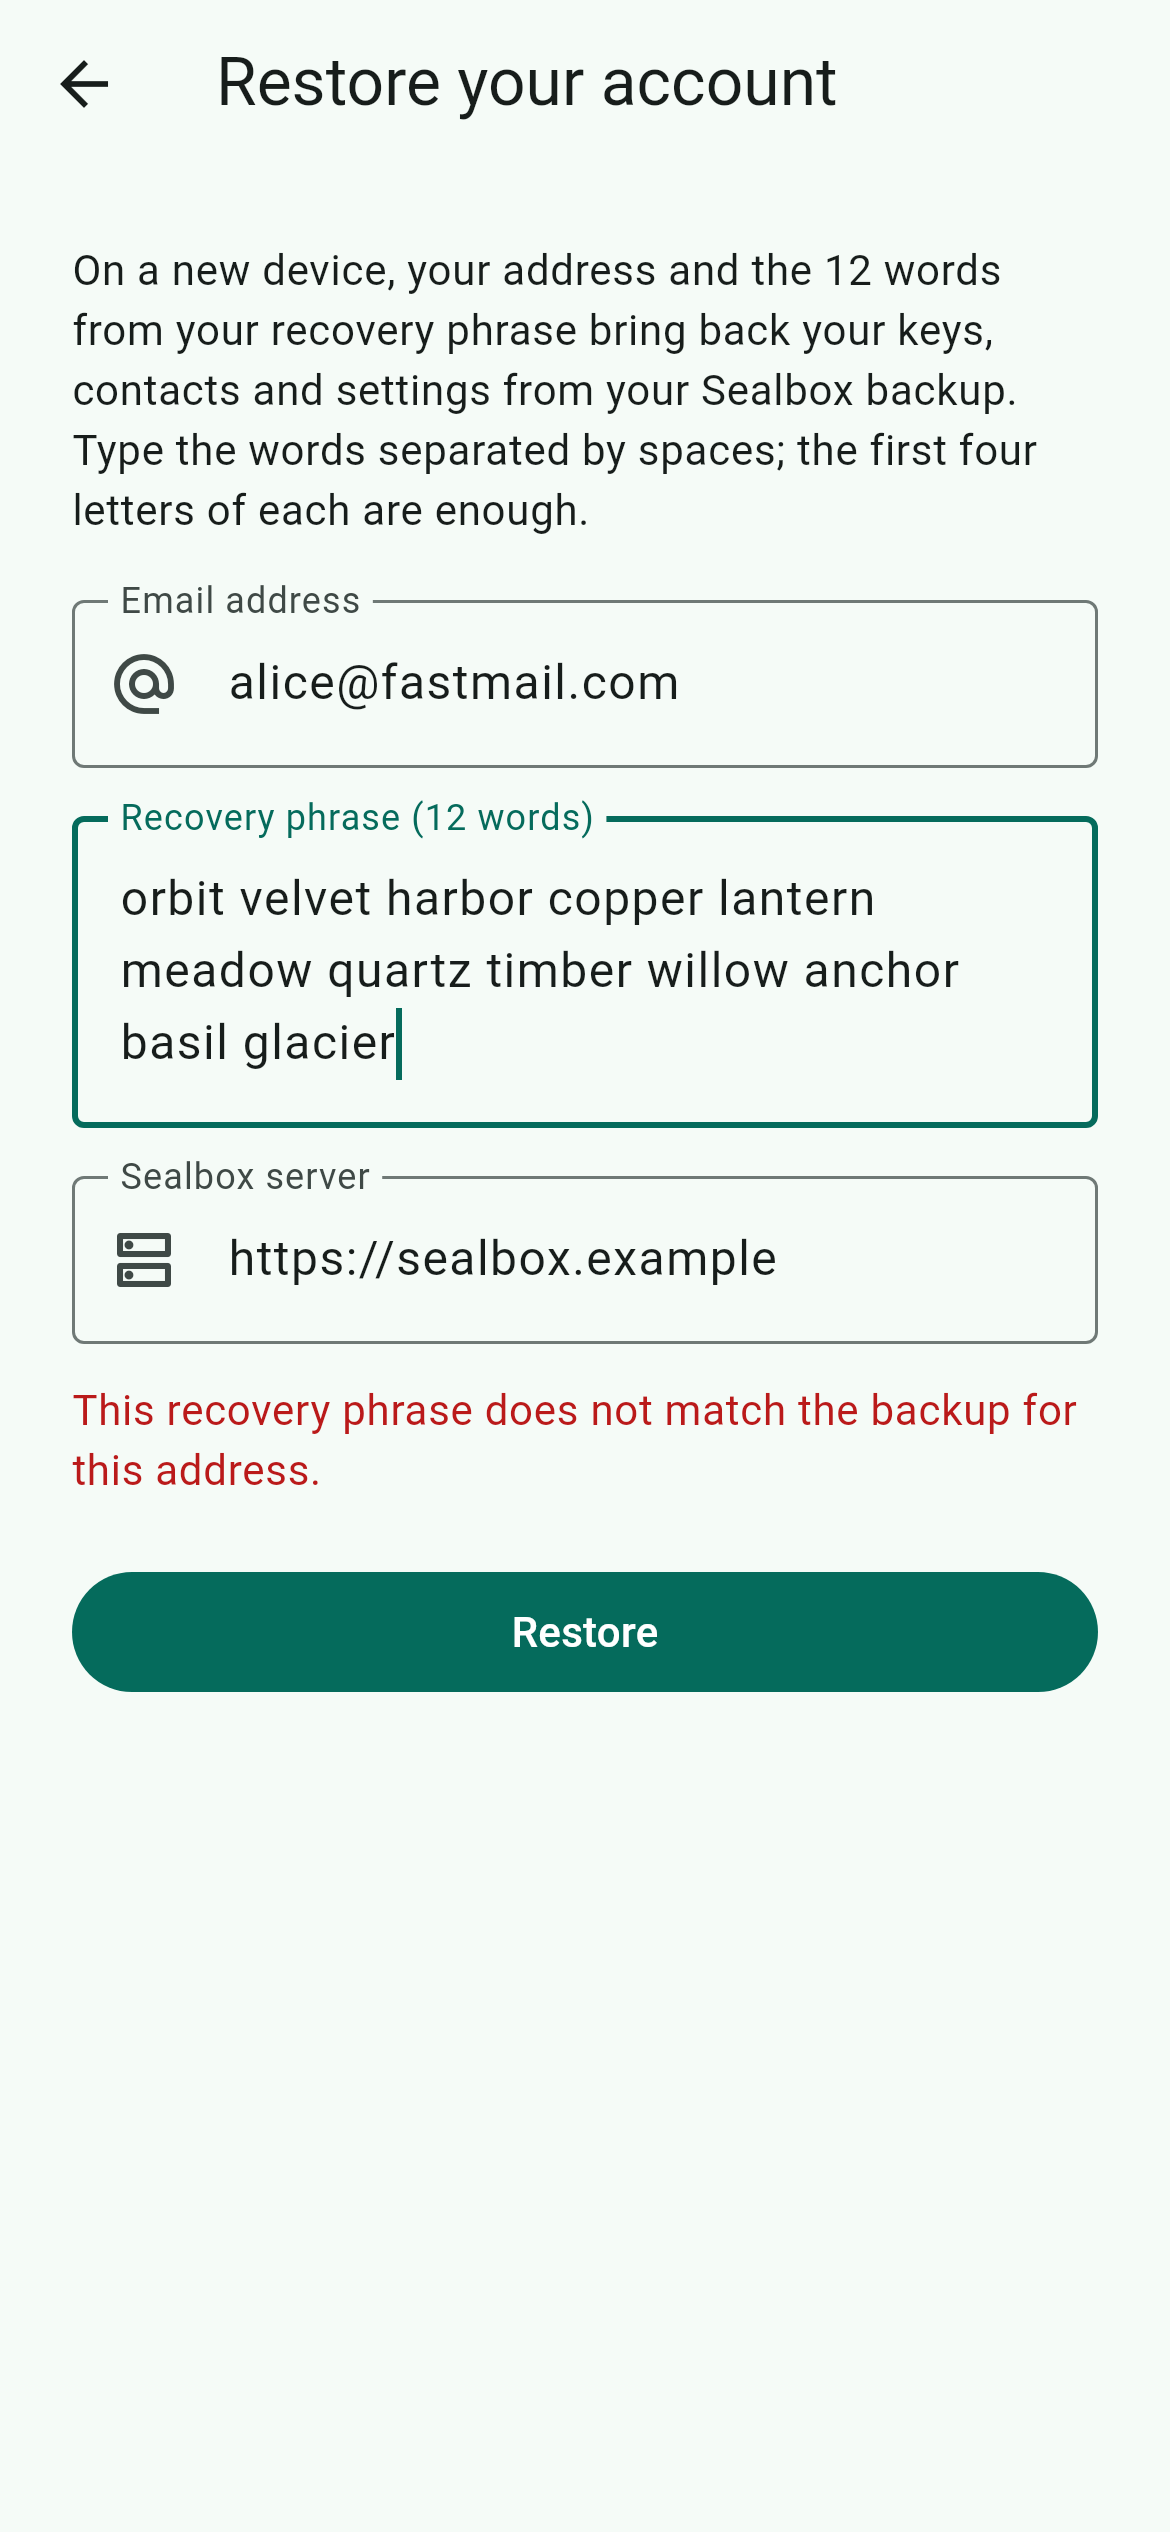 Restore your account
On a new device, your address and the 12 words
from your recovery phrase bring back your keys,
contacts and settings from your Sealbox backup.
Type the words separated by spaces; the first four
letters of each are enough.
Email address
alice@fastmail.com
Recovery phrase (12 words)
orbit velvet harbor copper lantern
meadow quartz timber willow anchor
basil glacier
Sealbox server
https://sealbox.example
This recovery phrase does not match the backup for
this address.
Restore